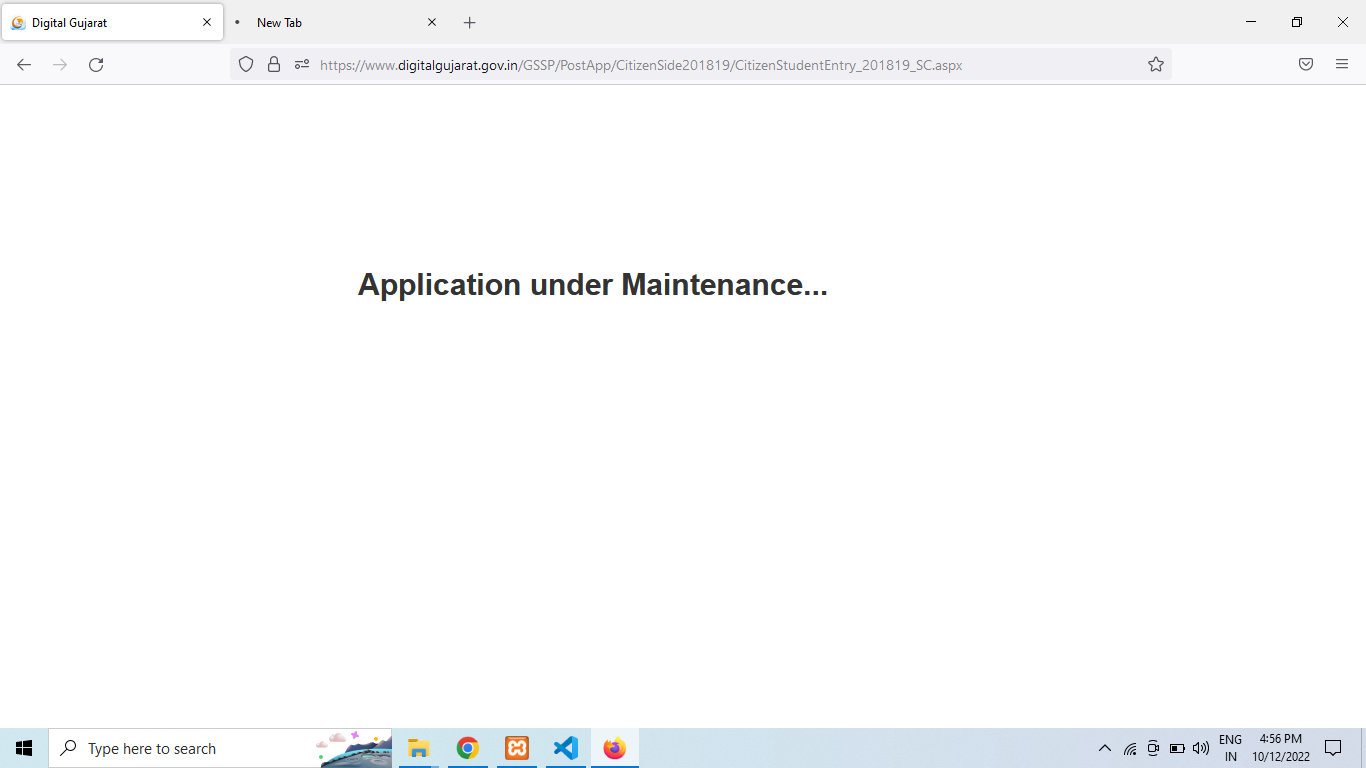 Digital Gujarat
New Tab
https://www.digitalgujarat.gov.in/GSSP/PostApp/CitizenSide201819/CitizenStudentEntry_201819_SC.aspx
Application under Maintenance...
Type here to search
ENG
IN
4:56 PM
10/12/2022